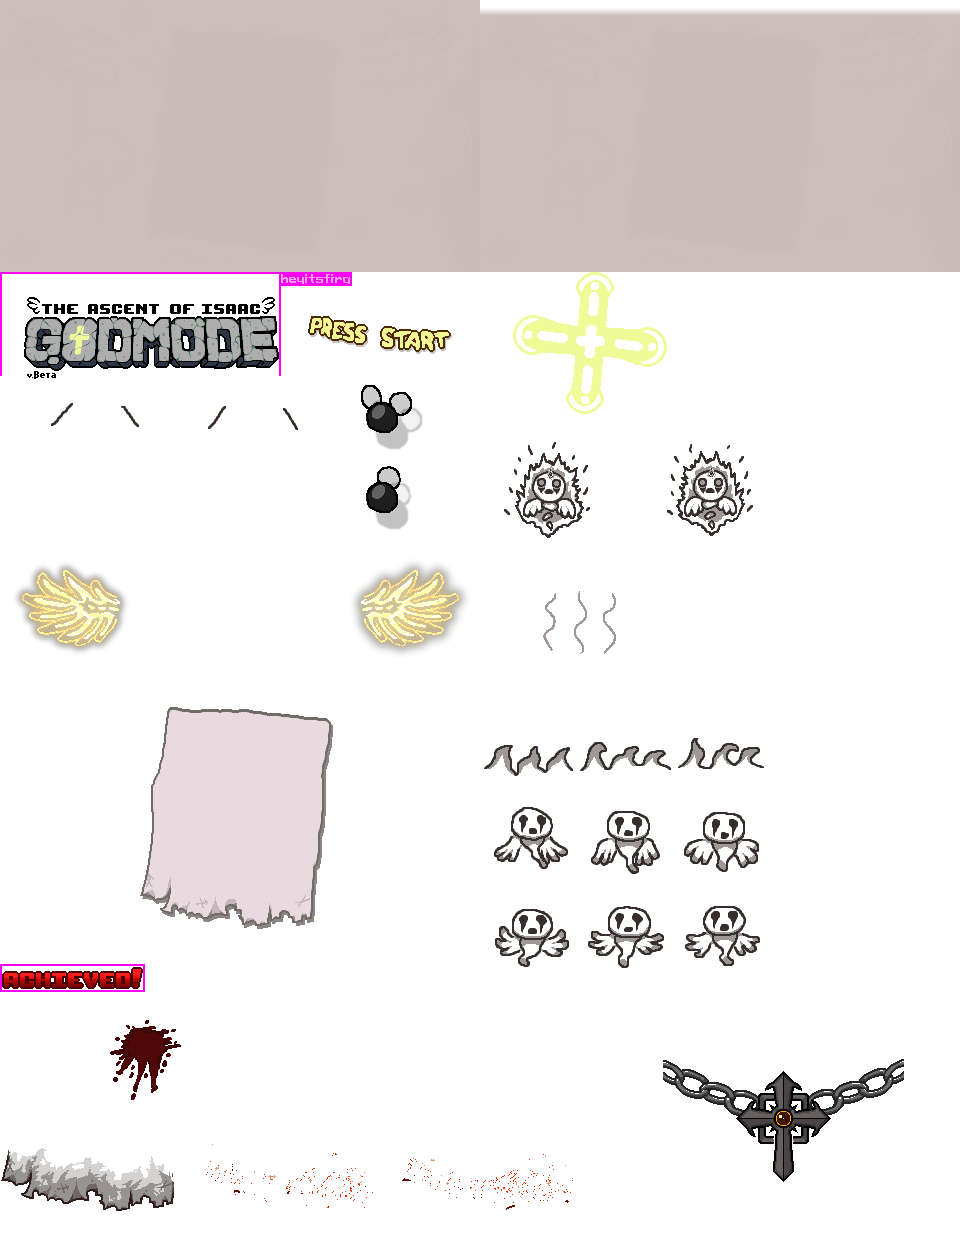 heyitsfirq
THE ASCENT OF ISAAC
GODMODE
v.Beta
PRESS START
ACHIEVED!